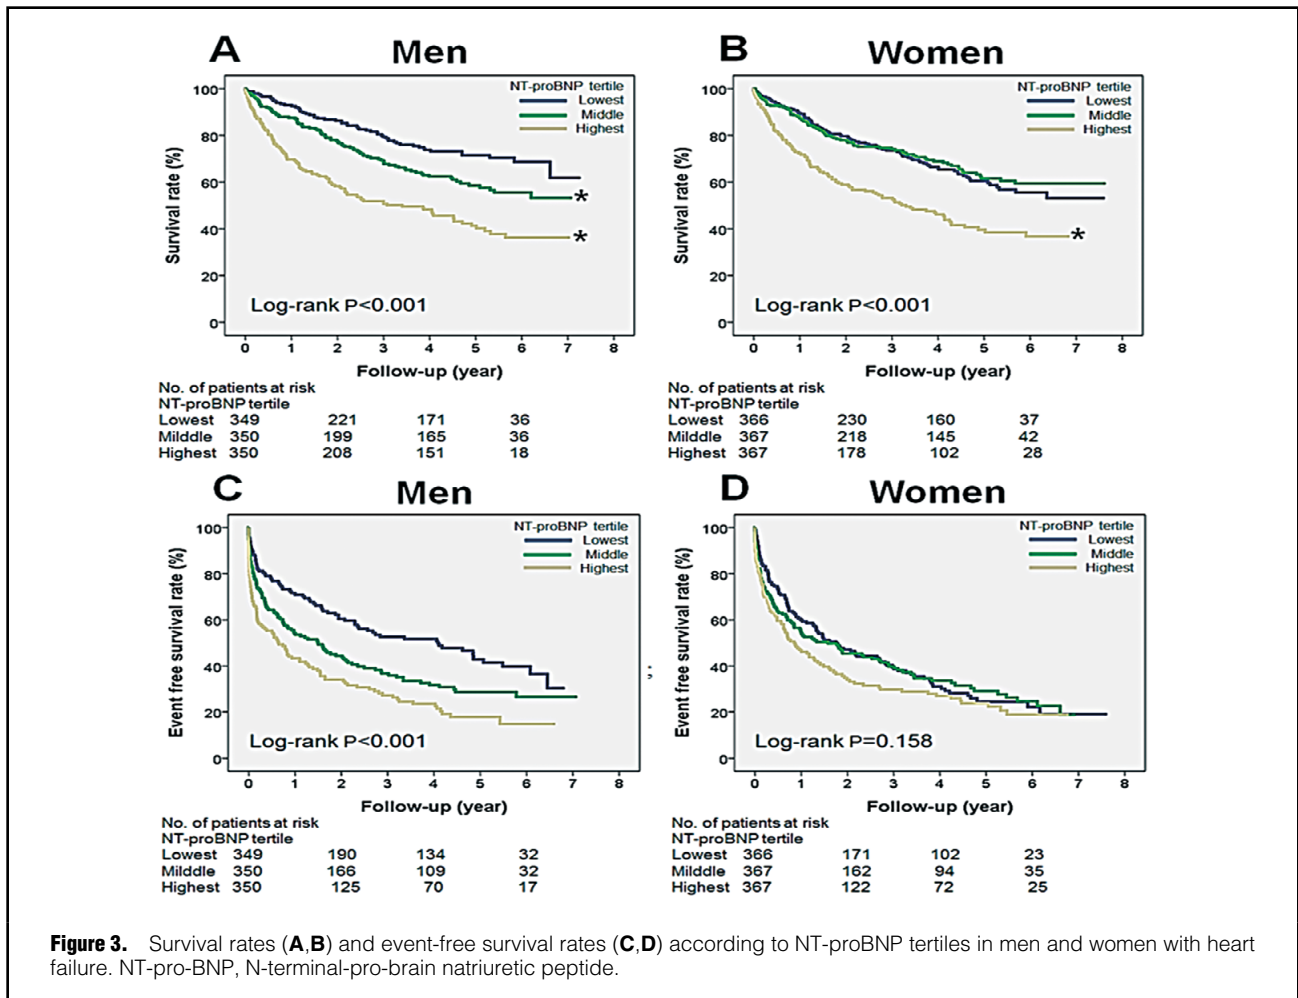 A Men
NT-proBNP tertile
Lowest
Middle
Highest
Survival rate (%)
100
80
60
40
20
0
*
*
Log-rank P<0.001
0 1 2 3 4 5 6 7 8
Follow-up (year)
No. of patients at risk
NT-proBNP tertile
Lowest 349 221 171 36
Milddle 350 199 165 36
Highest 350 208 151 18
B Women
NT-proBNP tertile
Lowest
Middle
Highest
Survival rate (%)
100
80
60
40
20
0
*
Log-rank P<0.001
0 1 2 3 4 5 6 7 8
Follow-up (year)
No. of patients at risk
NT-proBNP tertile
Lowest 366 230 160 37
Milddle 367 218 145 42
Highest 367 178 102 28
C Men
NT-proBNP tertile
Lowest
Middle
Highest
Event free survival rate (%)
100
80
60
40
20
0
Log-rank P<0.001
0 1 2 3 4 5 6 7 8
Follow-up (year)
No. of patients at risk
NT-proBNP tertile
Lowest 349 190 134 32
Milddle 350 166 109 32
Highest 350 125 70 17
D Women
NT-proBNP tertile
Lowest
Middle
Highest
Event free survival rate (%)
100
80
60
40
20
0
Log-rank P=0.158
0 1 2 3 4 5 6 7 8
Follow-up (year)
No. of patients at risk
NT-proBNP tertile
Lowest 366 171 102 23
Milddle 367 162 94 35
Highest 367 122 72 25
Figure 3. Survival rates (A,B) and event-free survival rates (C,D) according to NT-proBNP tertiles in men and women with heart
failure. NT-pro-BNP, N-terminal-pro-brain natriuretic peptide.